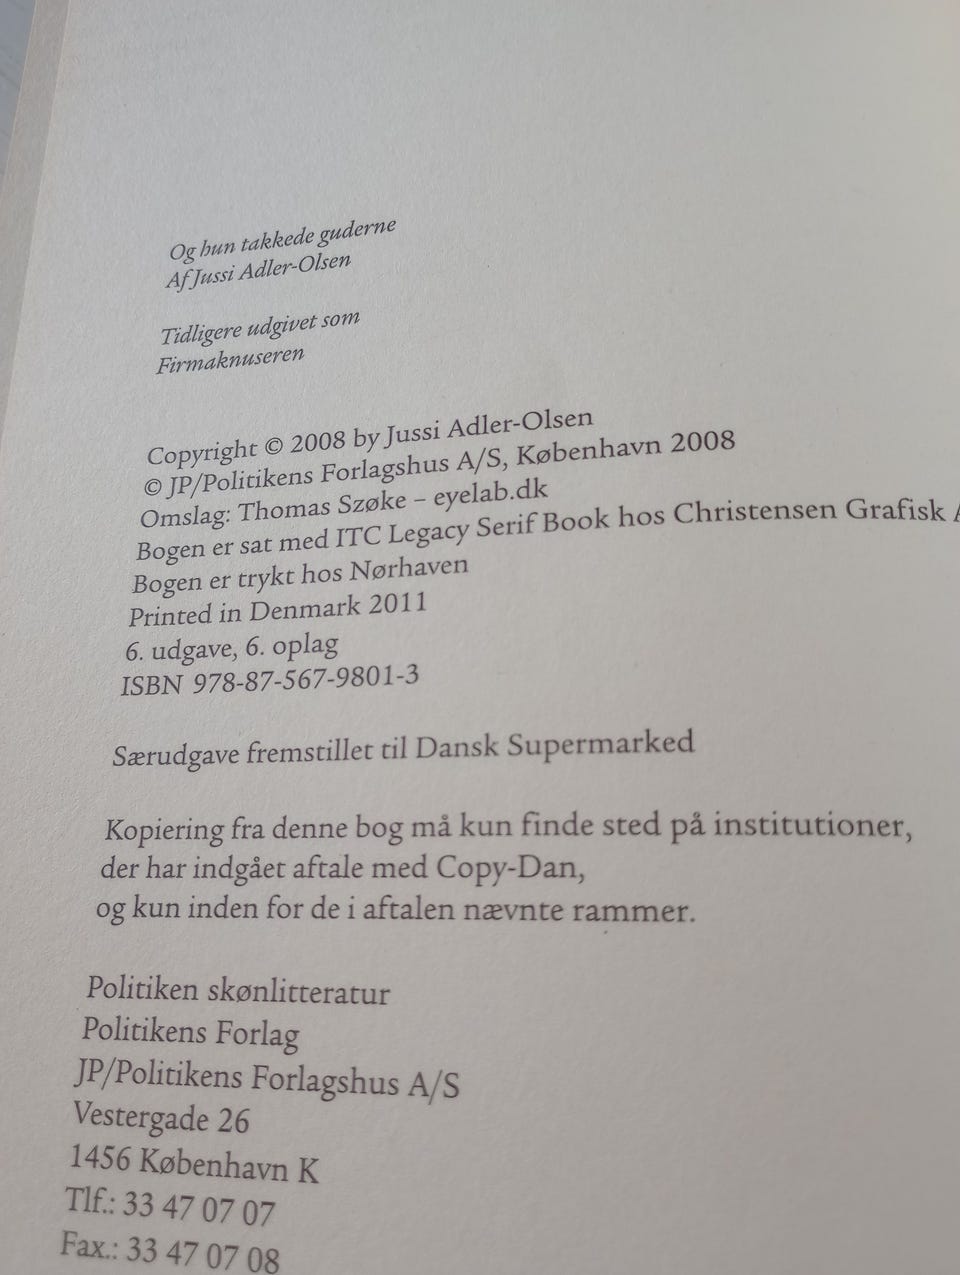 Og hun takkede guderne
Af Jussi Adler-Olsen
Tidligere udgivet som
Firmaknuseren
Copyright © 2008 by Jussi Adler-Olsen
© JP/Politikens Forlagshus A/S, København 2008
Omslag: Thomas Szøke – eyelab.dk
Bogen er sat med ITC Legacy Serif Book hos Christensen Grafisk
Bogen er trykt hos Nørhaven
Printed in Denmark 2011
6. udgave, 6. oplag
ISBN 978-87-567-9801-3
Særudgave fremstillet til Dansk Supermarked
Kopiering fra denne bog må kun finde sted på institutioner,
der har indgået aftale med Copy-Dan,
og kun inden for de i aftalen nævnte rammer.
Politiken skønlitteratur
Politikens Forlag
JP/Politikens Forlagshus A/S
Vestergade 26
1456 København K
Tlf.: 33 47 07 07
Fax.: 33 47 07 08